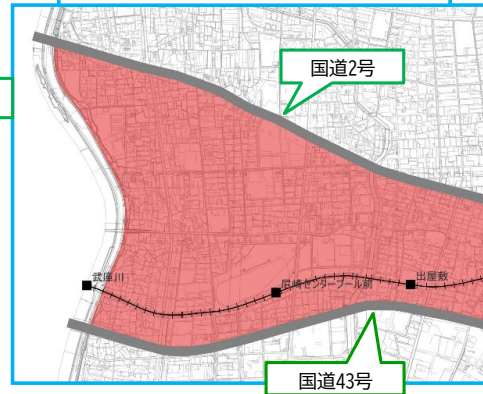 国道2号
武庫川
尼崎センタープール前
出屋敷
国道43号